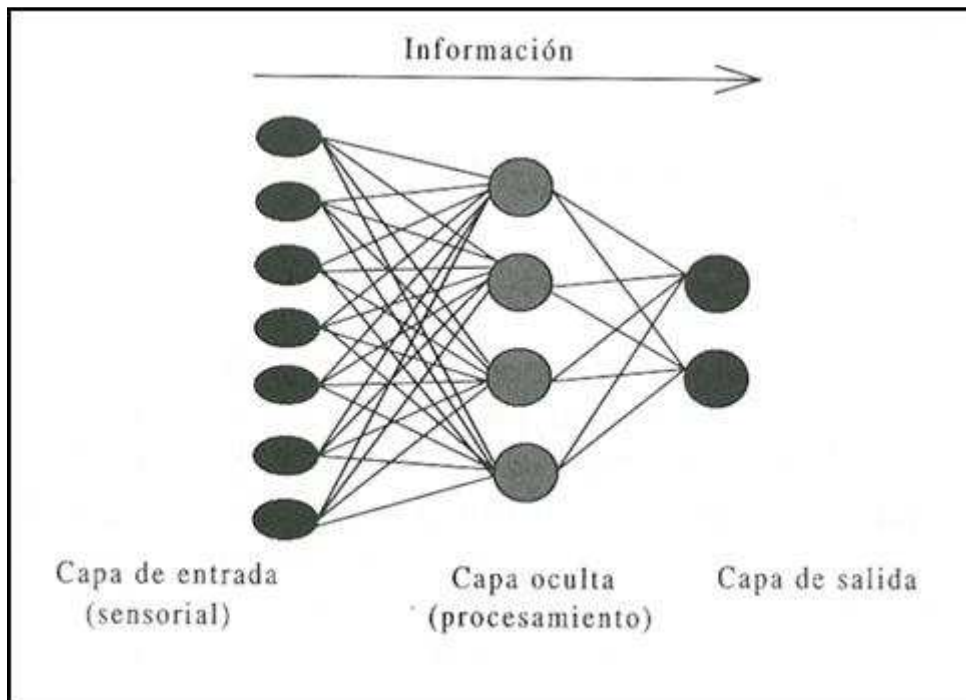 Información
Capa de entrada
(sensorial)
Capa oculta
(procesamiento)
Capa de salida